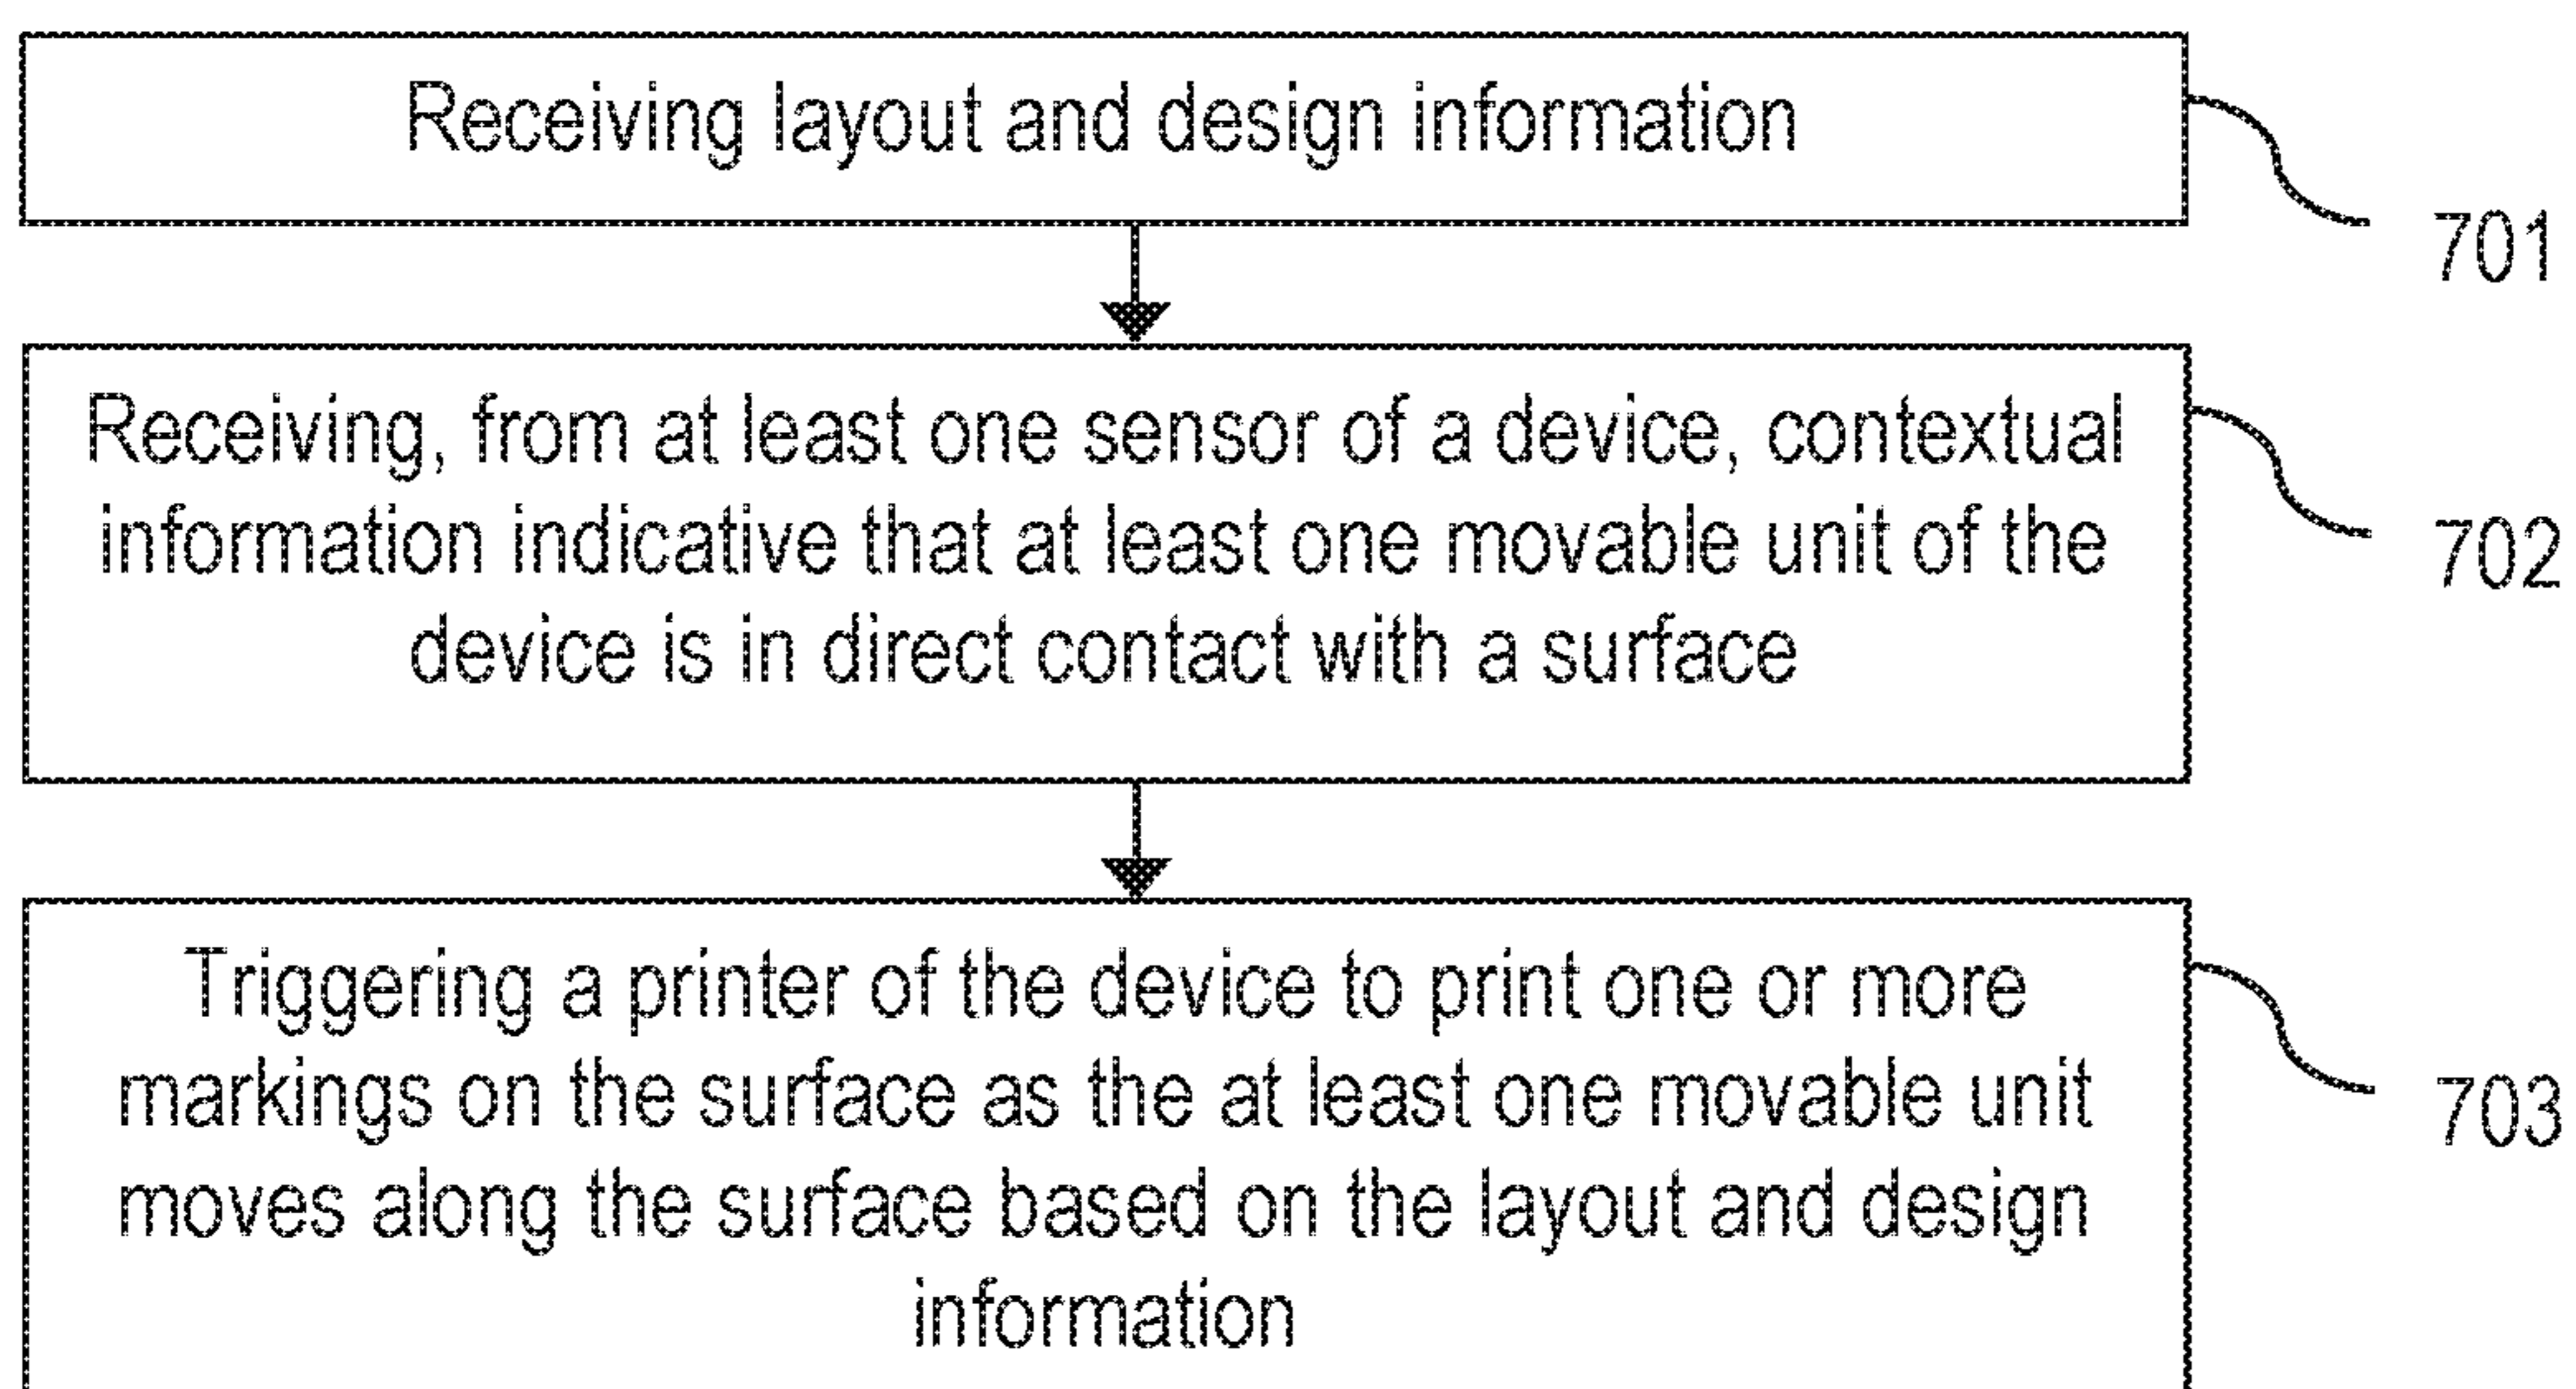 Receiving layout and design information
701
Receiving, from at least one sensor of a device, contextual
information indicative that at least one movable unit of the
device is in direct contact with a surface
702
Triggering a printer of the device to print one or more
markings on the surface as the at least one movable unit
moves along the surface based on the layout and design
information
703